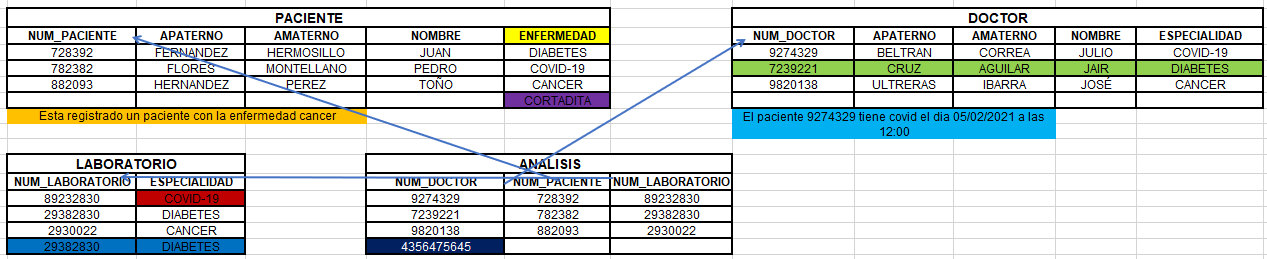 PACIENTE
NUM_PACIENTE APATERNO AMATERNO NOMBRE ENFERMEDAD
728392 FERNANDEZ HERMOSILLO JUAN DIABETES
782382 FLORES MONTELLANO PEDRO COVID-19
882093 HERNANDEZ PEREZ TOÑO CANCER
CORTADITA
Esta registrado un paciente con la enfermedad cancer
DOCTOR
NUM_DOCTOR APATERNO AMATERNO NOMBRE ESPECIALIDAD
9274329 BELTRAN CORREA JULIO COVID-19
7239221 CRUZ AGUILAR JAIR DIABETES
9820138 ULTRERAS IBARRA JOSÉ CANCER
El paciente 9274329 tiene covid el dia 05/02/2021 a las
12:00
LABORATORIO
NUM_LABORATORIO ESPECIALIDAD
89232830 COVID-19
29382830 DIABETES
2930022 CANCER
29382830 DIABETES
ANALISIS
NUM_DOCTOR NUM_PACIENTE NUM_LABORATORIO
9274329 728392 89232830
7239221 782382 29382830
9820138 882093 2930022
4356475645